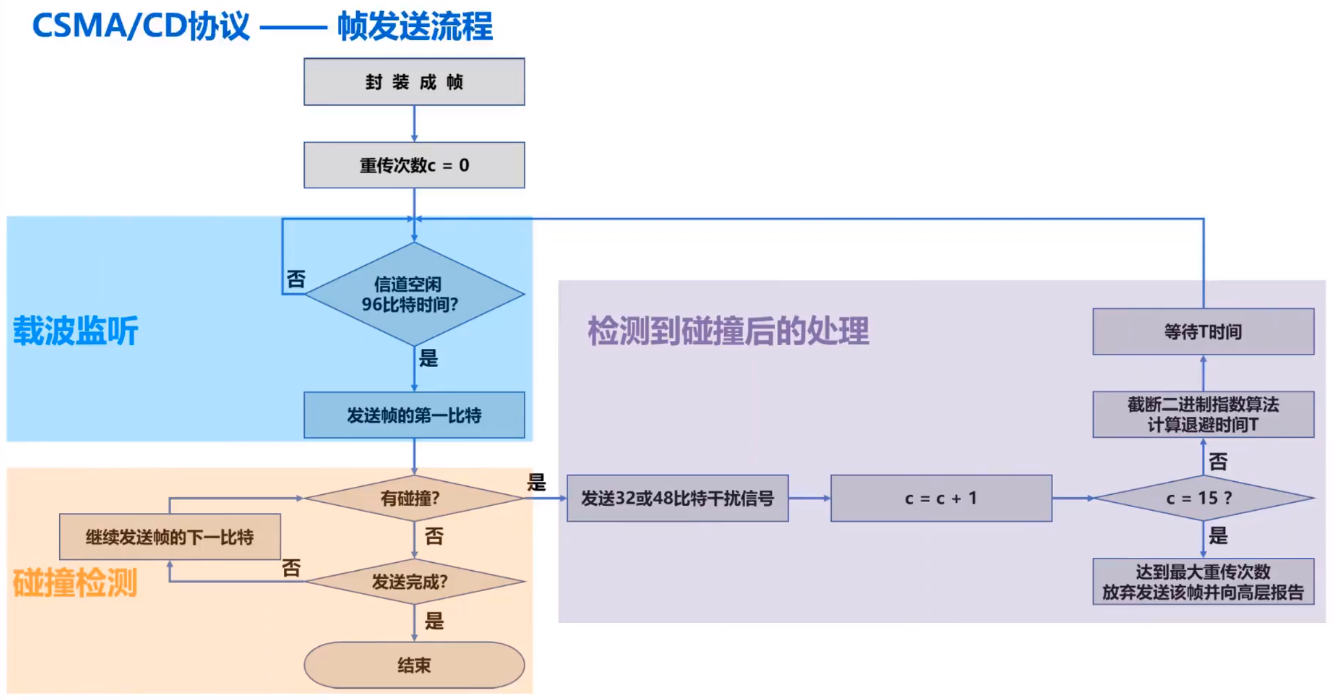 CSMA/CD协议 —— 帧发送流程
封 装 成 帧
重传次数c = 0
否
信道空闲
96比特时间?
载波监听
是
发送帧的第一比特
有碰撞?
是
继续发送帧的下一比特
否
碰撞检测
否
发送完成?
是
结束
检测到碰撞后的处理
发送32或48比特干扰信号
c = c + 1
c = 15 ?
否
截断二进制指数算法
计算退避时间T
等待T时间
是
达到最大重传次数
放弃发送该帧并向高层报告